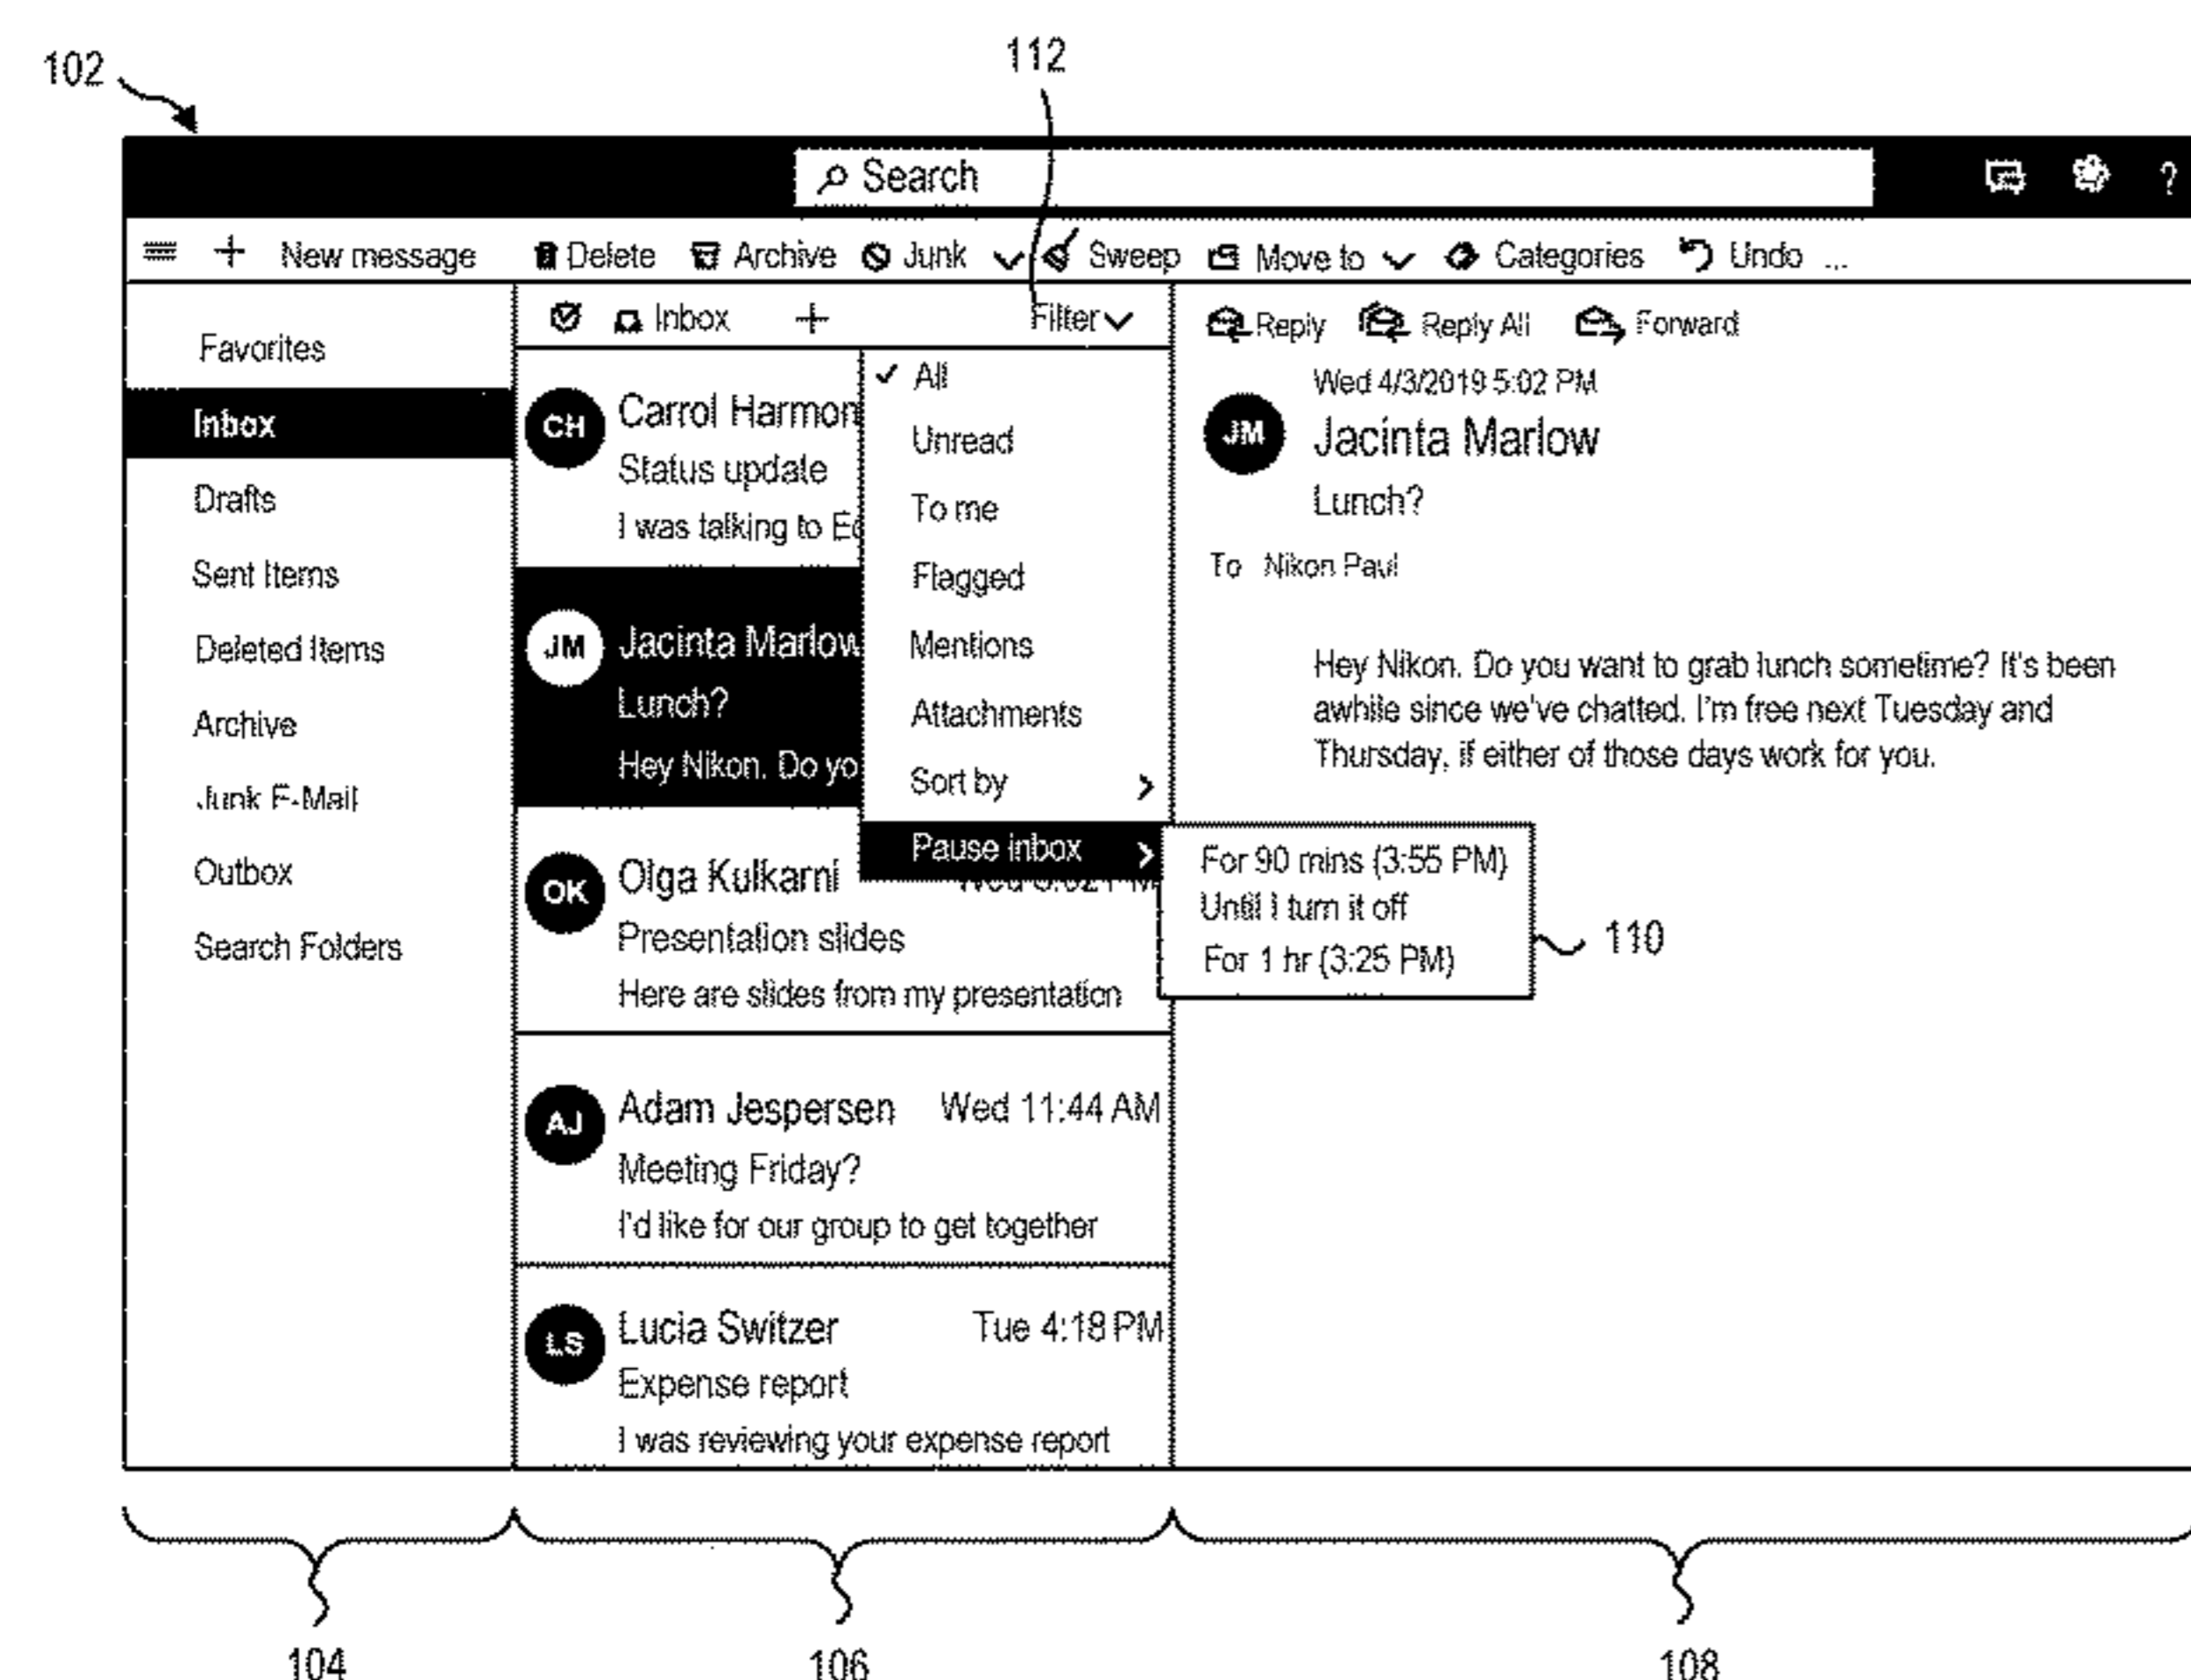 102
112
Search
?
+ New message Delete Archive Junk Sweep Move to Categories Undo ...
Favorites
Inbox
Drafts
Sent Items
Deleted Items
Archive
Junk E-Mail
Outbox
Search Folders
Inbox + Filter
CH
Carrol Harmon
Status update
I was talking to
JM
Jacinta Marlow
Lunch?
Hey Nikon. Do yo
OK
Olga Kulkarni
Presentation slides
Here are slides from my presentation
AJ
Adam Jespersen Wed 11:44 AM
Meeting Friday?
I'd like for our group to get together
LS
Lucia Switzer Tue 4:18 PM
Expense report
I was reviewing your expense report
All
Unread
To me
Flagged
Mentions
Attachments
Sort by
Pause inbox
For 90 mins (3:55 PM)
Until I turn it off
For 1 hr (3:25 PM)
110
Reply Reply All Forward
Wed 4/3/2019 5:02 PM
JM
Jacinta Marlow
Lunch?
To Nikon Paul
Hey Nikon. Do you want to grab lunch sometime? It's been
awhile since we've chatted. I'm free next Tuesday and
Thursday, if either of those days work for you.
104
106
108